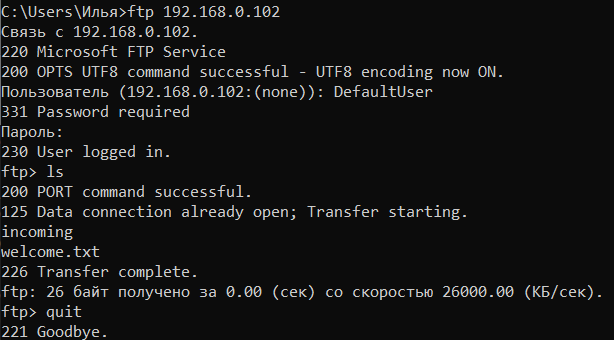 C:\Users\Илья>ftp 192.168.0.102
Связь с 192.168.0.102.
220 Microsoft FTP Service
200 OPTS UTF8 command successful - UTF8 encoding now ON.
Пользователь (192.168.0.102:(none)): DefaultUser
331 Password required
Пароль:
230 User logged in.
ftp> ls
200 PORT command successful.
125 Data connection already open; Transfer starting.
incoming
welcome.txt
226 Transfer complete.
ftp: 26 байт получено за 0.00 (сек) со скоростью 26000.00 (КБ/сек).
ftp> quit
221 Goodbye.